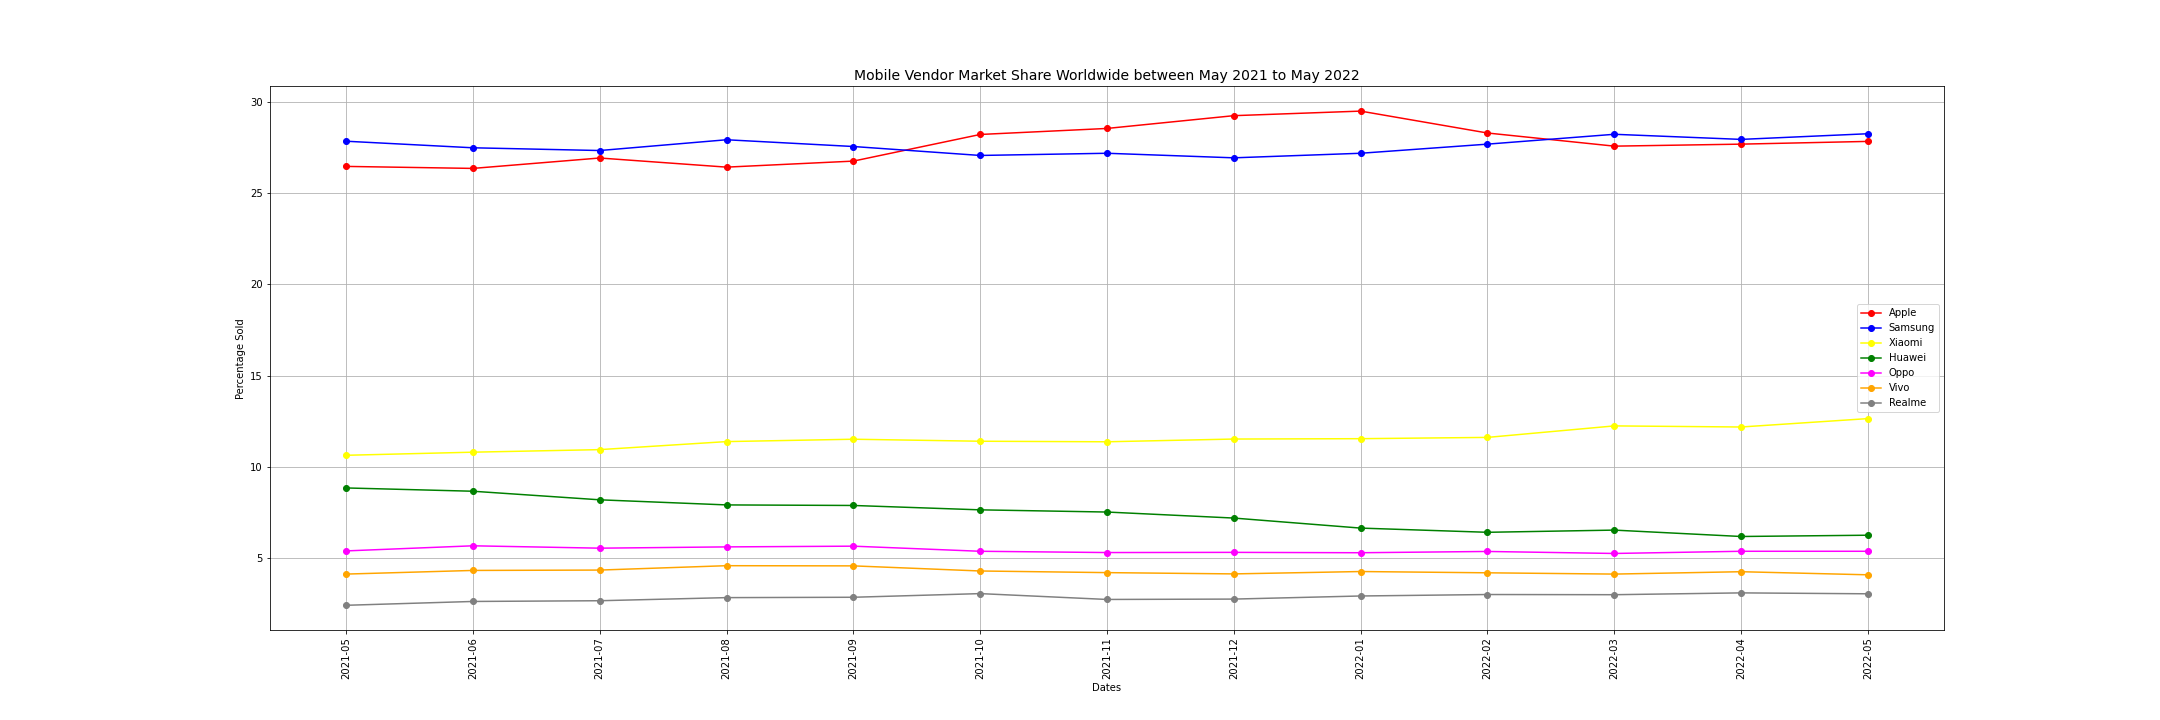 Mobile Vendor Market Share Worldwide between May 2021 to May 2022
30
25
20
15
10
5
Percentage Sold
Apple
Samsung
Xiaomi
Huawei
Oppo
Vivo
Realme
2021-05
2021-06
2021-07
2021-08
2021-09
2021-10
2021-11
2021-12
2022-01
2022-02
2022-03
2022-04
2022-05
Dates